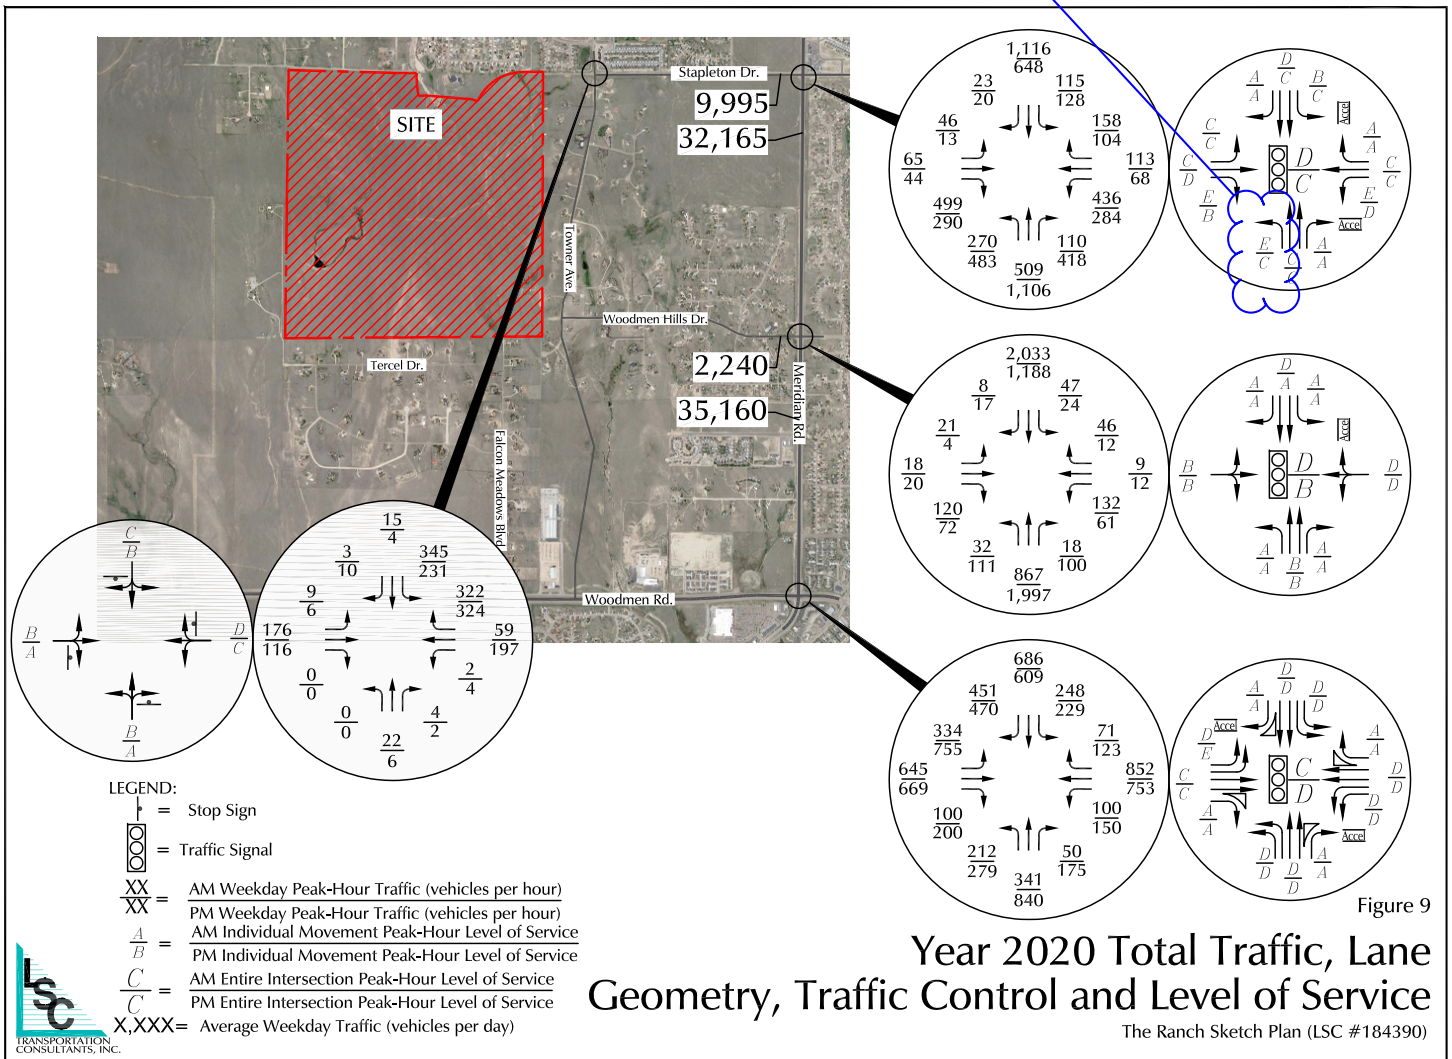 SITE
Stapleton Dr.
9,995
32,165
Towner Ave.
Woodmen Hills Dr.
2,240
35,160
Meridian Rd.
Tercel Dr.
Falcon Meadows Blvd
Woodmen Rd.
1,116
648
23
20
115
128
46
13
158
104
65
44
113
68
499
290
436
284
270
483
110
418
509
1,106
D
C
A
A
B
C
Accel
C
C
A
A
C
D
D
C
C
C
E
B
E
D
Accel
E
C
C
A
A
2,033
1,188
8
17
47
24
21
4
46
12
18
20
9
12
120
72
132
61
32
111
18
100
867
1,997
D
A
A
A
A
A
Accel
B
B
D
B
D
D
A
A
B
B
A
A
686
609
451
470
248
229
334
755
71
123
645
669
852
753
100
200
100
150
212
279
50
175
341
840
D
D
A
A
D
D
Accel
D
E
A
A
C
C
C
D
D
D
A
A
D
D
Accel
D
D
D
D
A
A
C
B
B
A
D
C
B
A
15
4
3
10
345
231
9
6
322
324
176
116
59
197
0
0
2
4
0
0
4
2
22
6
LEGEND:
= Stop Sign
= Traffic Signal
XX
XX
=
AM Weekday Peak-Hour Traffic (vehicles per hour)
PM Weekday Peak-Hour Traffic (vehicles per hour)
A
B
=
AM Individual Movement Peak-Hour Level of Service
PM Individual Movement Peak-Hour Level of Service
C
C
=
AM Entire Intersection Peak-Hour Level of Service
PM Entire Intersection Peak-Hour Level of Service
X,XXX= Average Weekday Traffic (vehicles per day)
LSC
TRANSPORTATION
CONSULTANTS, INC.
Figure 9
Year 2020 Total Traffic, Lane
Geometry, Traffic Control and Level of Service
The Ranch Sketch Plan (LSC #184390)